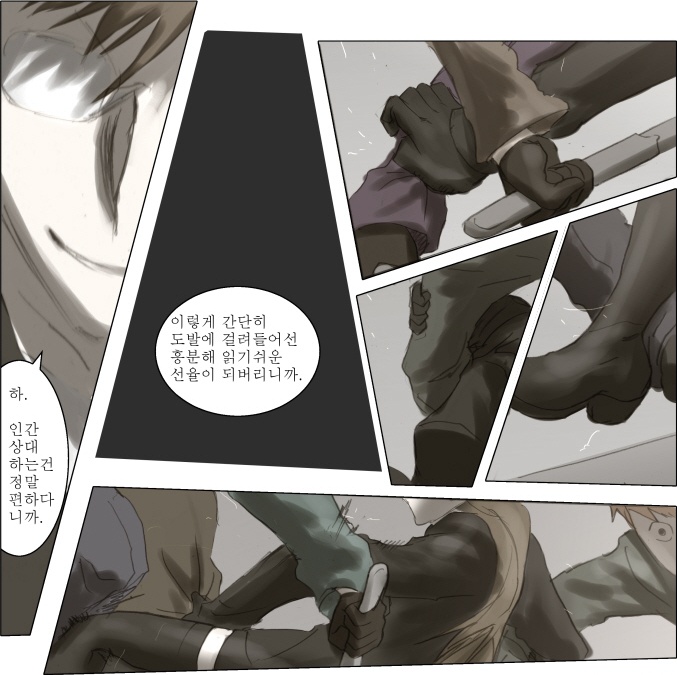 하.
인간
상대
하는건
정말
편하다
니까.
이렇게 간단히
도발에 걸려들어선
흥분해 읽기쉬운
선율이 되버리니까.